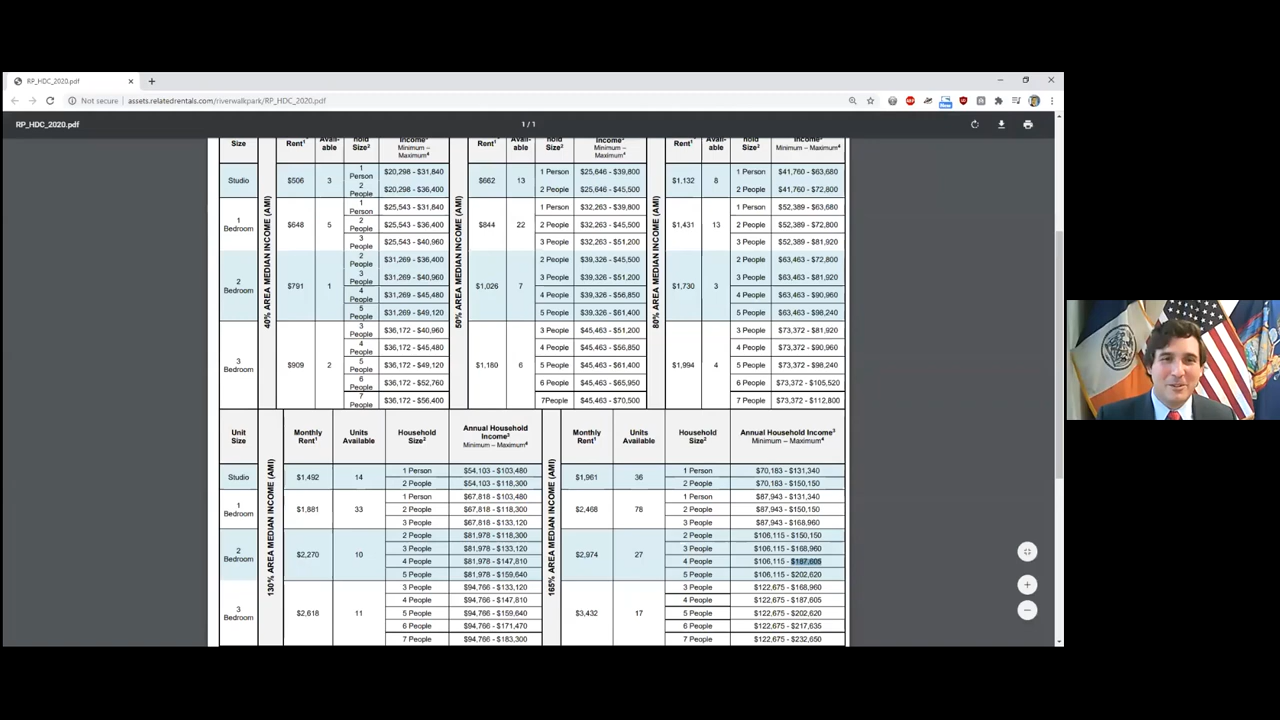 RP_HDC_2020.pdf
Not secure | assets.relatedrentals.com/riverwalkpark/RP_HDC_2020.pdf
RP_HDC_2020.pdf
1 / 1
Size Rent¹ Avail-able hold Size² Income³ Minimum – Maximum⁴ Rent¹ Avail-able hold Size² Income³ Minimum – Maximum⁴ Rent¹ Avail-able hold Size² Income³ Minimum – Maximum⁴
40% AREA MEDIAN INCOME (AMI)
50% AREA MEDIAN INCOME (AMI)
80% AREA MEDIAN INCOME (AMI)
Studio $506 3 $662 13 $1,132 8
1 Person $20,298 - $31,840 1 Person $25,646 - $39,800 1 Person $41,760 - $63,680
2 People $20,298 - $36,400 2 People $25,646 - $45,500 2 People $41,760 - $72,800
1 Bedroom $648 5 $844 22 $1,431 13
1 Person $25,543 - $31,840 1 Person $32,263 - $39,800 1 Person $52,389 - $63,680
2 People $25,543 - $36,400 2 People $32,263 - $45,500 2 People $52,389 - $72,800
3 People $25,543 - $40,960 3 People $32,263 - $51,200 3 People $52,389 - $81,920
2 Bedroom $791 1 $1,026 7 $1,730 3
2 People $31,269 - $36,400 2 People $39,326 - $45,500 2 People $63,463 - $72,800
3 People $31,269 - $40,960 3 People $39,326 - $51,200 3 People $63,463 - $81,920
4 People $31,269 - $45,480 4 People $39,326 - $56,850 4 People $63,463 - $90,960
5 People $31,269 - $49,120 5 People $39,326 - $61,400 5 People $63,463 - $98,240
3 Bedroom $909 2 $1,180 6 $1,994 4
3 People $36,172 - $40,960 3 People $45,463 - $51,200 3 People $73,372 - $81,920
4 People $36,172 - $45,480 4 People $45,463 - $56,850 4 People $73,372 - $90,960
5 People $36,172 - $49,120 5 People $45,463 - $61,400 5 People $73,372 - $98,240
6 People $36,172 - $52,760 6 People $45,463 - $65,950 6 People $73,372 - $105,520
7 People $36,172 - $56,400 7People $45,463 - $70,500 7 People $73,372 - $112,800
Unit Size Monthly Rent¹ Units Available Household Size² Annual Household Income³ Minimum – Maximum⁴ Monthly Rent¹ Units Available Household Size² Annual Household Income³ Minimum – Maximum⁴
130% AREA MEDIAN INCOME (AMI)
165% AREA MEDIAN INCOME (AMI)
Studio $1,492 14 $1,961 36
1 Person $54,103 - $103,480 1 Person $70,183 - $131,340
2 People $54,103 - $118,300 2 People $70,183 - $150,150
1 Bedroom $1,881 33 $2,468 78
1 Person $67,818 - $103,480 1 Person $87,943 - $131,340
2 People $67,818 - $118,300 2 People $87,943 - $150,150
3 People $67,818 - $133,120 3 People $87,943 - $168,960
2 Bedroom $2,270 10 $2,974 27
2 People $81,978 - $118,300 2 People $106,115 - $150,150
3 People $81,978 - $133,120 3 People $106,115 - $168,960
4 People $81,978 - $147,810 4 People $106,115 - $187,605
5 People $81,978 - $159,640 5 People $106,115 - $202,620
3 Bedroom $2,618 11 $3,432 17
3 People $94,766 - $133,120 3 People $122,675 - $168,960
4 People $94,766 - $147,810 4 People $122,675 - $187,605
5 People $94,766 - $159,640 5 People $122,675 - $202,620
6 People $94,766 - $171,470 6 People $122,675 - $217,635
7 People $94,766 - $183,300 7 People $122,675 - $232,650